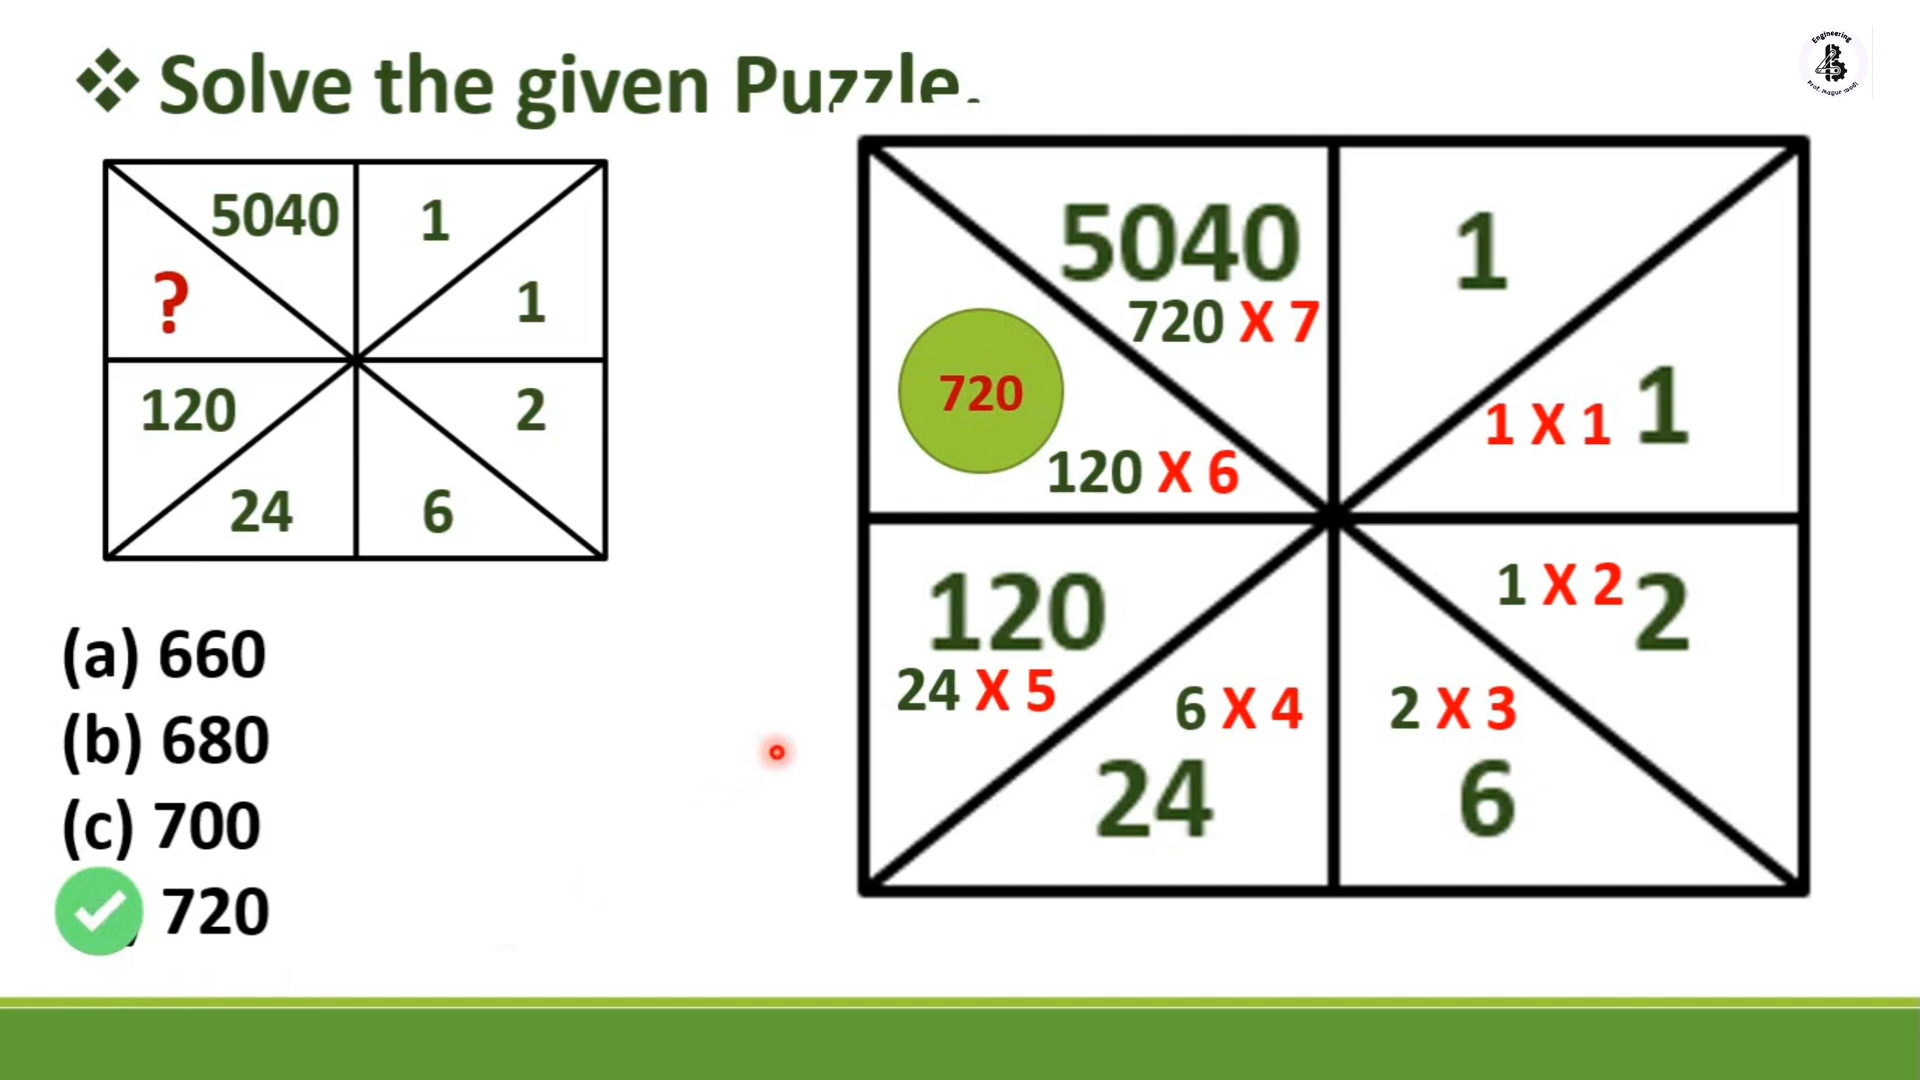 ❖ Solve the given Puzzle.
Engineering
5040 1
? 1
120 2
24 6
5040 1
720 X 7
720
1 X 1 1
120 X 6
120
1 X 2 2
24 X 5
6 X 4
2 X 3
24 6
(a) 660
(b) 680
(c) 700
720